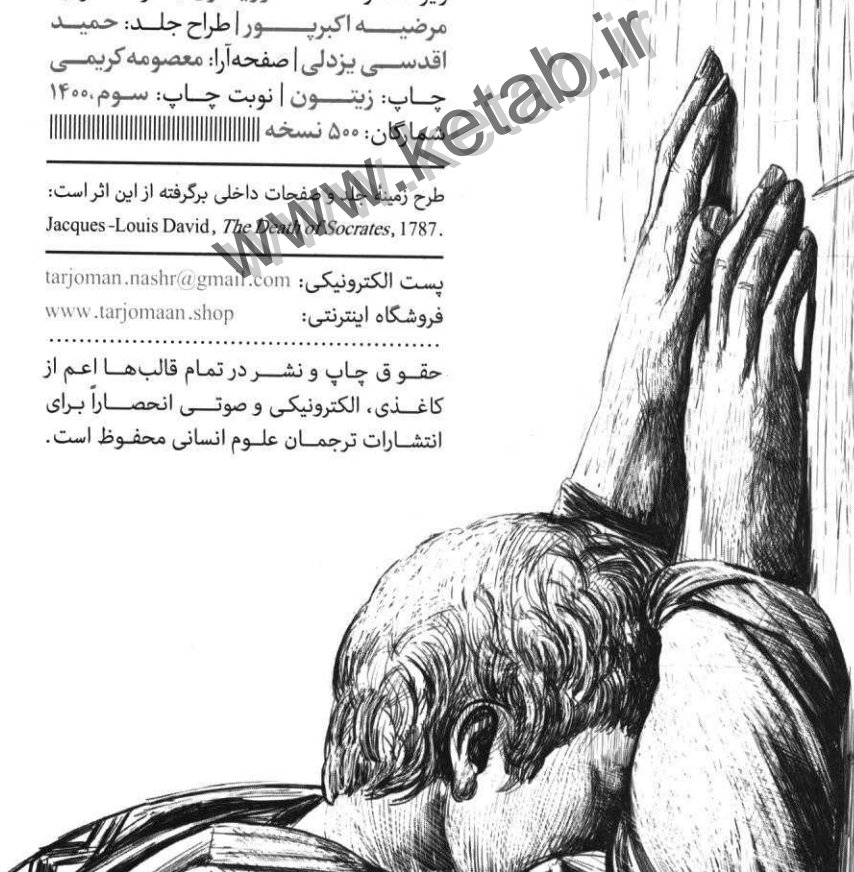 مرضیه اکبرپور | طراح جلد: حمید
اقدسی یزدلی | صفحه‌آرا: معصومه کریمی
چاپ: زیتون | نوبت چاپ: سوم، ۱۴۰۰
شمارگان: ۵۰۰ نسخه
طرح زمینهٔ جلد و صفحات داخلی برگرفته از این اثر است:
Jacques-Louis David, The Death of Socrates, 1787.
پست الکترونیکی: tarjoman.nashr@gmail.com
فروشگاه اینترنتی: www.tarjomaan.shop
حقوق چاپ و نشر در تمام قالب‌ها اعم از
کاغذی، الکترونیکی و صوتی انحصاراً برای
انتشارات ترجمان علوم انسانی محفوظ است.
www.ketab.ir